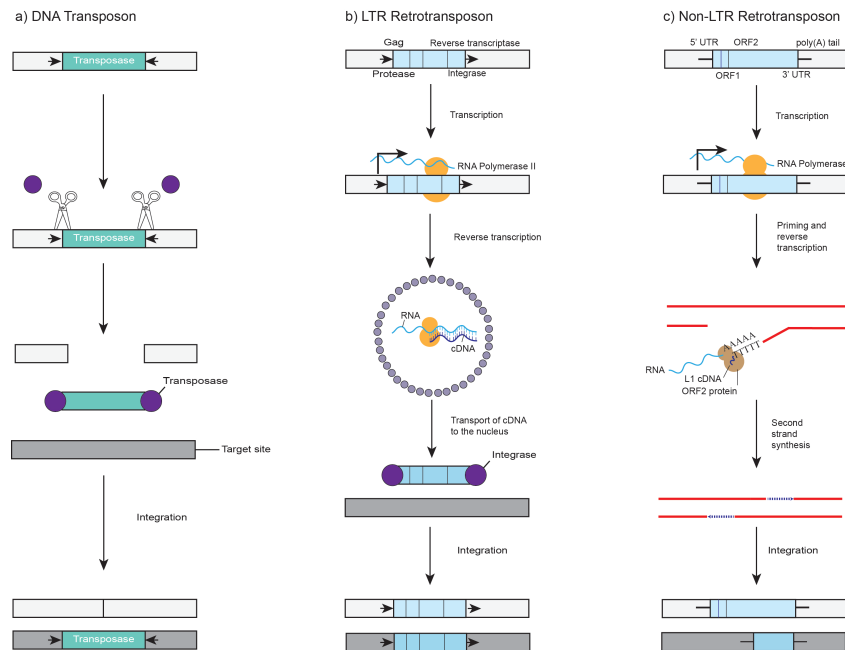 a) DNA Transposon
Transposase
Transposase
Transposase
Target site
Integration
Transposase
b) LTR Retrotransposon
Gag
Reverse transcriptase
Protease
Integrase
Transcription
RNA Polymerase II
Reverse transcription
RNA
cDNA
Transport of cDNA
to the nucleus
Integrase
Integration
c) Non-LTR Retrotransposon
5' UTR
ORF2
poly(A) tail
ORF1
3' UTR
Transcription
RNA Polymerase
Priming and
reverse
transcription
AAAAA
TTTTT
RNA
L1 cDNA
ORF2 protein
Second
strand
synthesis
Integration